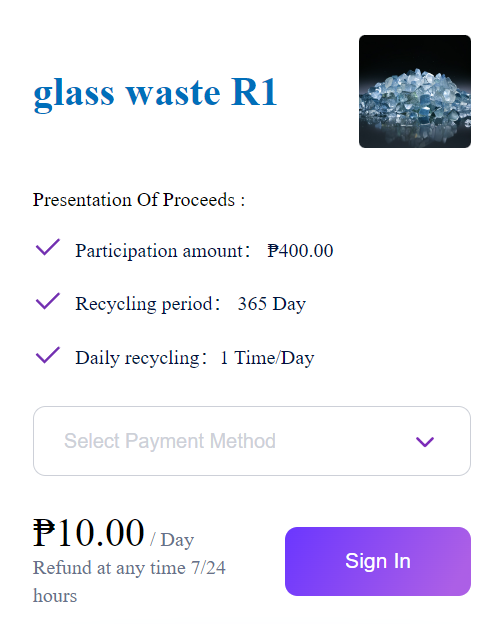 glass waste R1
Presentation Of Proceeds :
Participation amount： ₱400.00
Recycling period： 365 Day
Daily recycling：1 Time/Day
Select Payment Method
₱10.00 / Day
Refund at any time 7/24
hours
Sign In